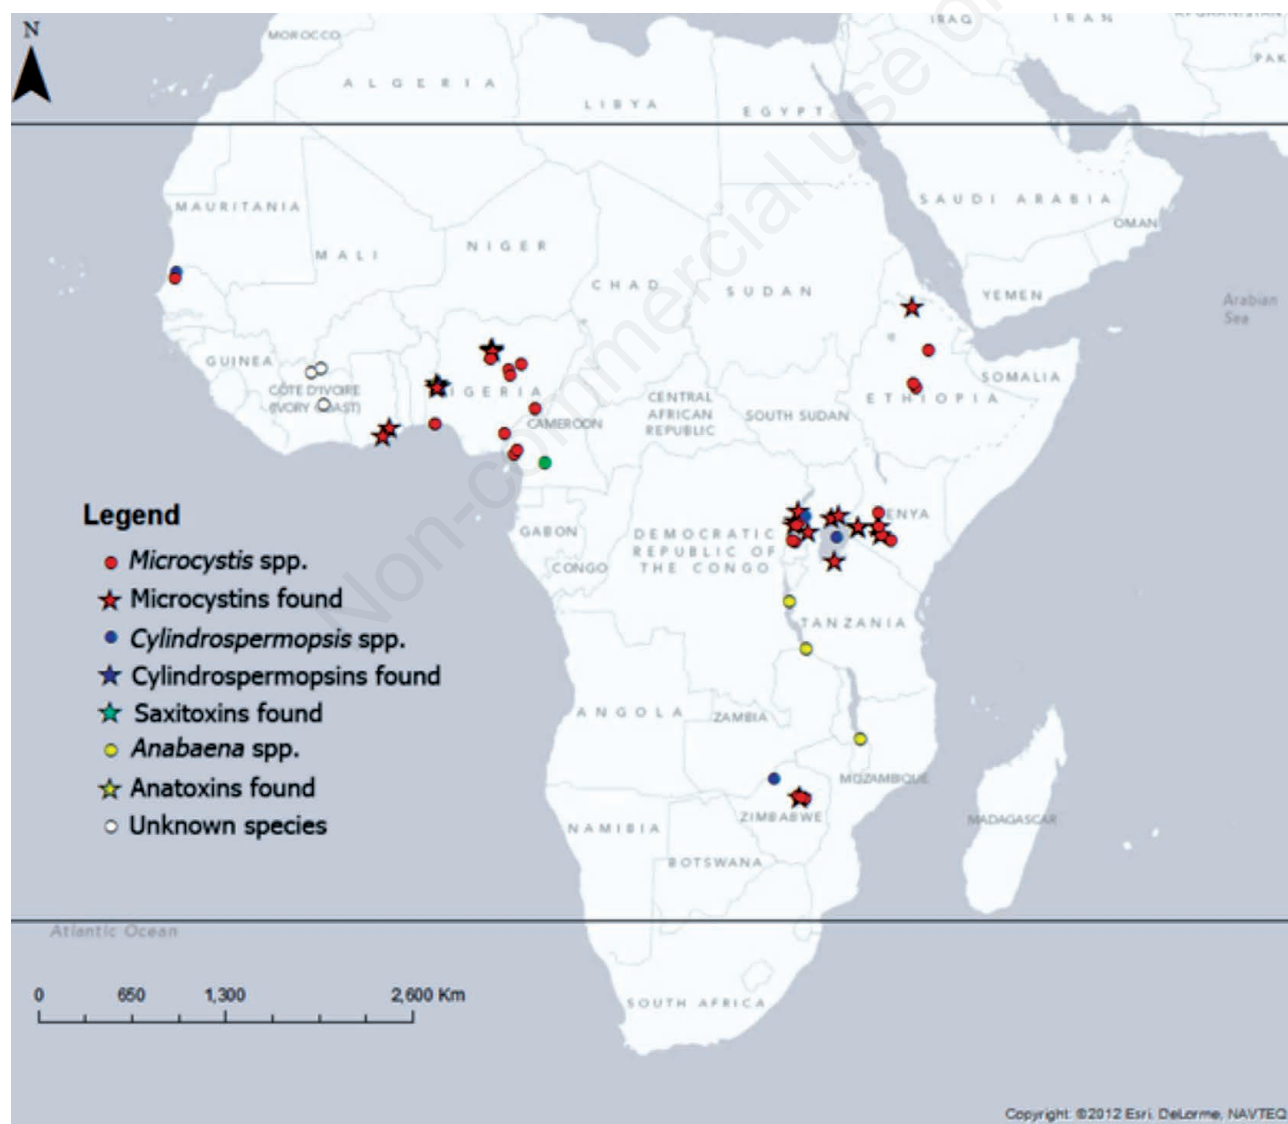 N
MOROCCO
ALGERIA
LIBYA
EGYPT
IRAQ
IRAN
PAK
MAURITANIA
MALI
NIGER
CHAD
SUDAN
SAUDI ARABIA
OMAN
YEMEN
Arabian
Sea
GUINEA
CÔTE D'IVOIRE
(IVORY COAST)
NIGERIA
CAMEROON
CENTRAL
AFRICAN
REPUBLIC
SOUTH SUDAN
ETHIOPIA
SOMALIA
GABON
CONGO
DEMOCRATIC
REPUBLIC OF
THE CONGO
KENYA
TANZANIA
ANGOLA
ZAMBIA
MOZAMBIQUE
ZIMBABWE
NAMIBIA
BOTSWANA
MADAGASCAR
SOUTH AFRICA
Atlantic Ocean
Legend
Microcystis spp.
Microcystins found
Cylindrospermopsis spp.
Cylindrospermopsins found
Saxitoxins found
Anabaena spp.
Anatoxins found
Unknown species
0 650 1,300 2,600 Km
Non-commercial use on
Copyright: ©2012 Esri, DeLorme, NAVTEQ